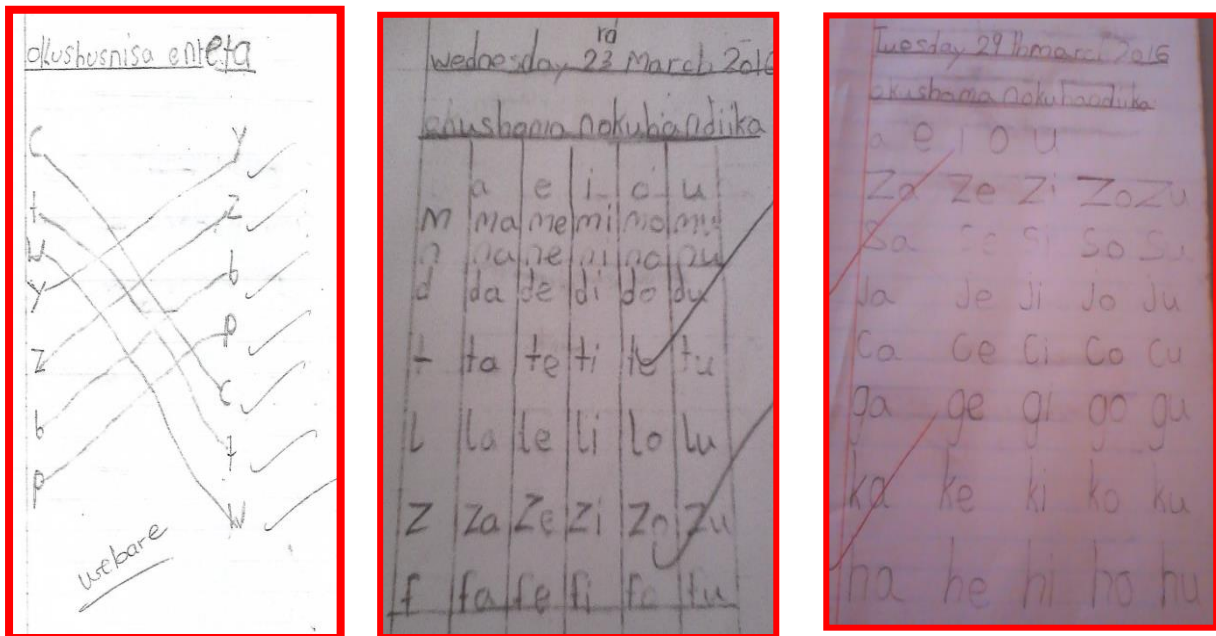 okushusnisa enteta
C Y
t Z
W b
Y p
Z C
b t
p W
webare
Wednesday 23rd March 2016
okushoma nokuhandiika
a e i o u
M ma me mi mo mu
n na ne ni no nu
d da de di do du
t ta te ti te tu
L la le li lo lu
Z Za Ze Zi Zo Zu
f fa fe fi fo fu
Tuesday 29th march 2016
okushoma nokuhandiika
a e i o u
Za Ze Zi Zo Zu
Sa Se Si So Su
Ja Je Ji Jo Ju
Ca Ce Ci Co Cu
ga ge gi go gu
ka ke ki ko ku
ha he hi ho hu